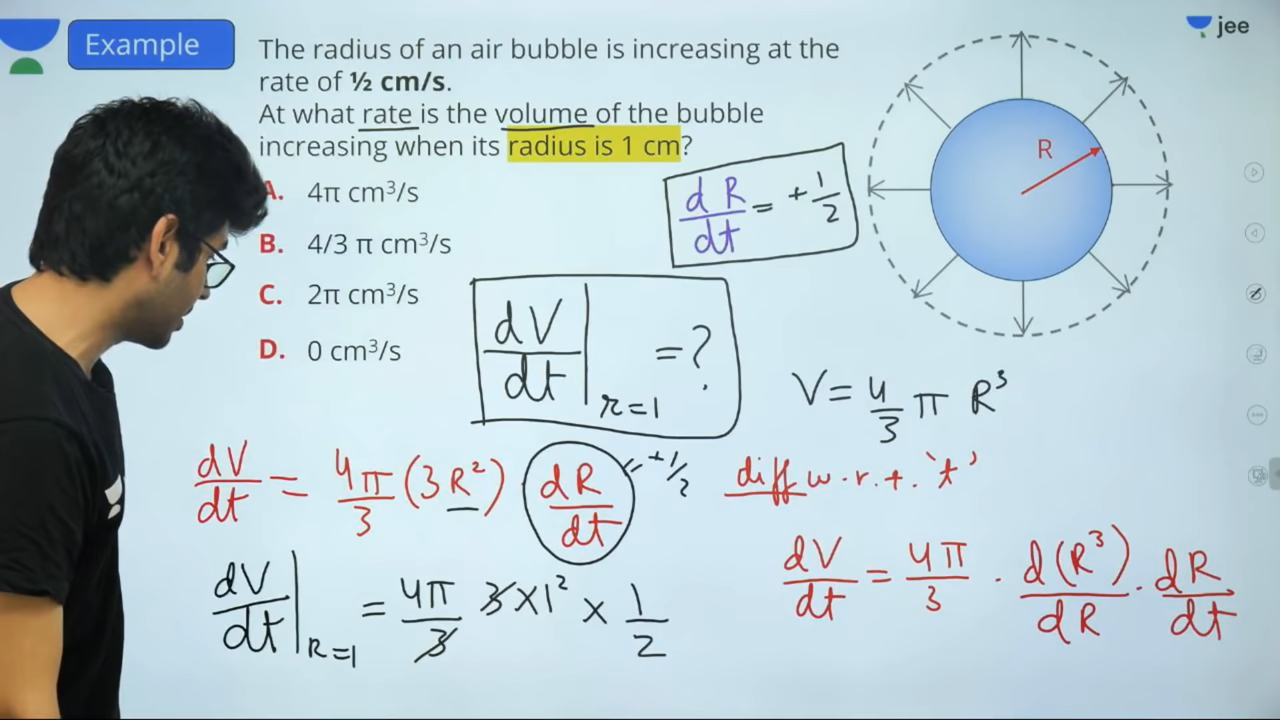 Example
jee
The radius of an air bubble is increasing at the
rate of ½ cm/s.
At what rate is the volume of the bubble
increasing when its radius is 1 cm?
A. 4π cm³/s
B. 4/3 π cm³/s
C. 2π cm³/s
D. 0 cm³/s
R
dR/dt = +1/2
dV/dt|r=1 = ?
V = 4/3 π R³
dV/dt = 4π/3 (3R²) dR/dt = +1/2
diff w.r.t. 't'
dV/dt = 4π/3 · d(R³)/dR · dR/dt
dV/dt|R=1 = 4π/3 3×1² × 1/2